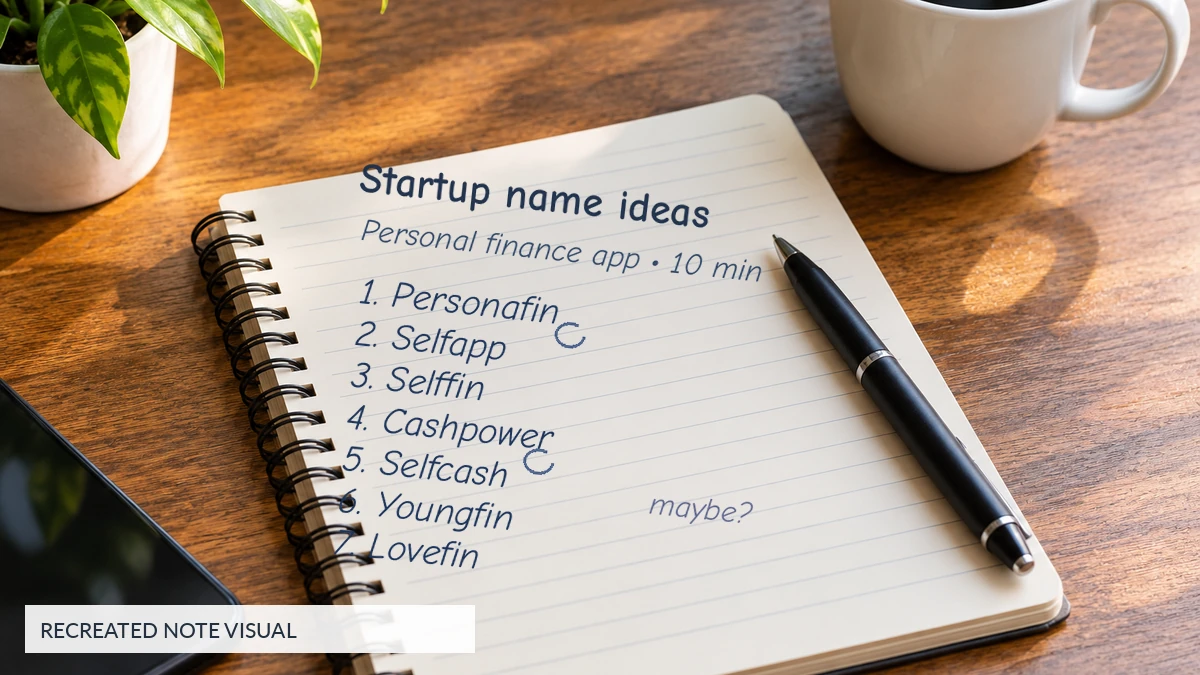 Startup name ideas
Personal finance app • 10 min
1. Personafin
2. Selfapp
3. Selffin
4. Cashpower
5. Selfcash
6. Youngfin
maybe?
7. Lovefin
RECREATED NOTE VISUAL